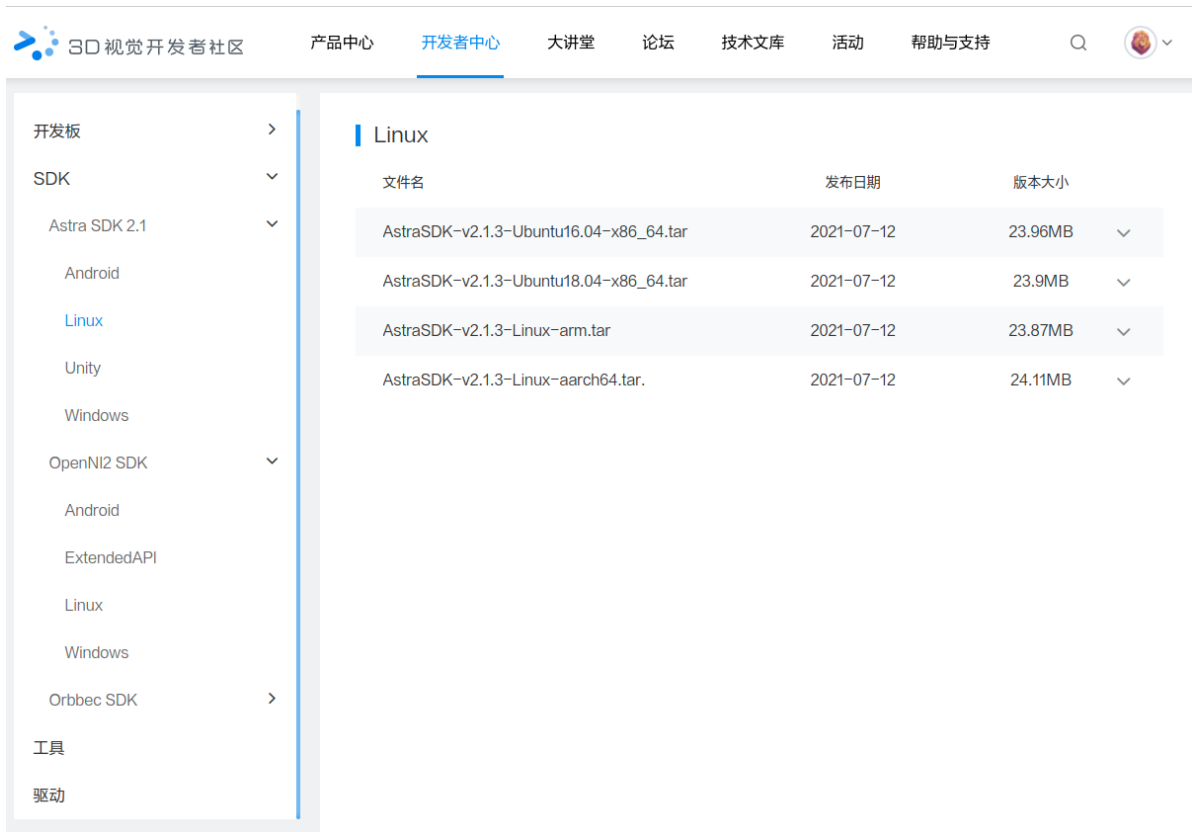 3D视觉开发者社区 产品中心 开发者中心 大讲堂 论坛 技术文库 活动 帮助与支持
开发板
SDK
Astra SDK 2.1
Android
Linux
Unity
Windows
OpenNI2 SDK
Android
ExtendedAPI
Linux
Windows
Orbbec SDK
工具
驱动
Linux
文件名 发布日期 版本大小
AstraSDK-v2.1.3-Ubuntu16.04-x86_64.tar 2021-07-12 23.96MB
AstraSDK-v2.1.3-Ubuntu18.04-x86_64.tar 2021-07-12 23.9MB
AstraSDK-v2.1.3-Linux-arm.tar 2021-07-12 23.87MB
AstraSDK-v2.1.3-Linux-aarch64.tar. 2021-07-12 24.11MB